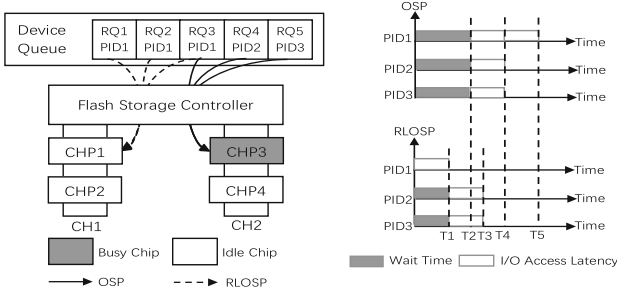 Device
Queue
RQ1 RQ2 RQ3 RQ4 RQ5
PID1 PID1 PID1 PID2 PID3
Flash Storage Controller
CHP1
CHP3
CHP2
CHP4
CH1
CH2
Busy Chip
Idle Chip
OSP
RLOSP
OSP
PID1
Time
PID2
Time
PID3
Time
RLOSP
PID1
Time
PID2
Time
PID3
Time
T1 T2 T3 T4 T5
Wait Time
I/O Access Latency